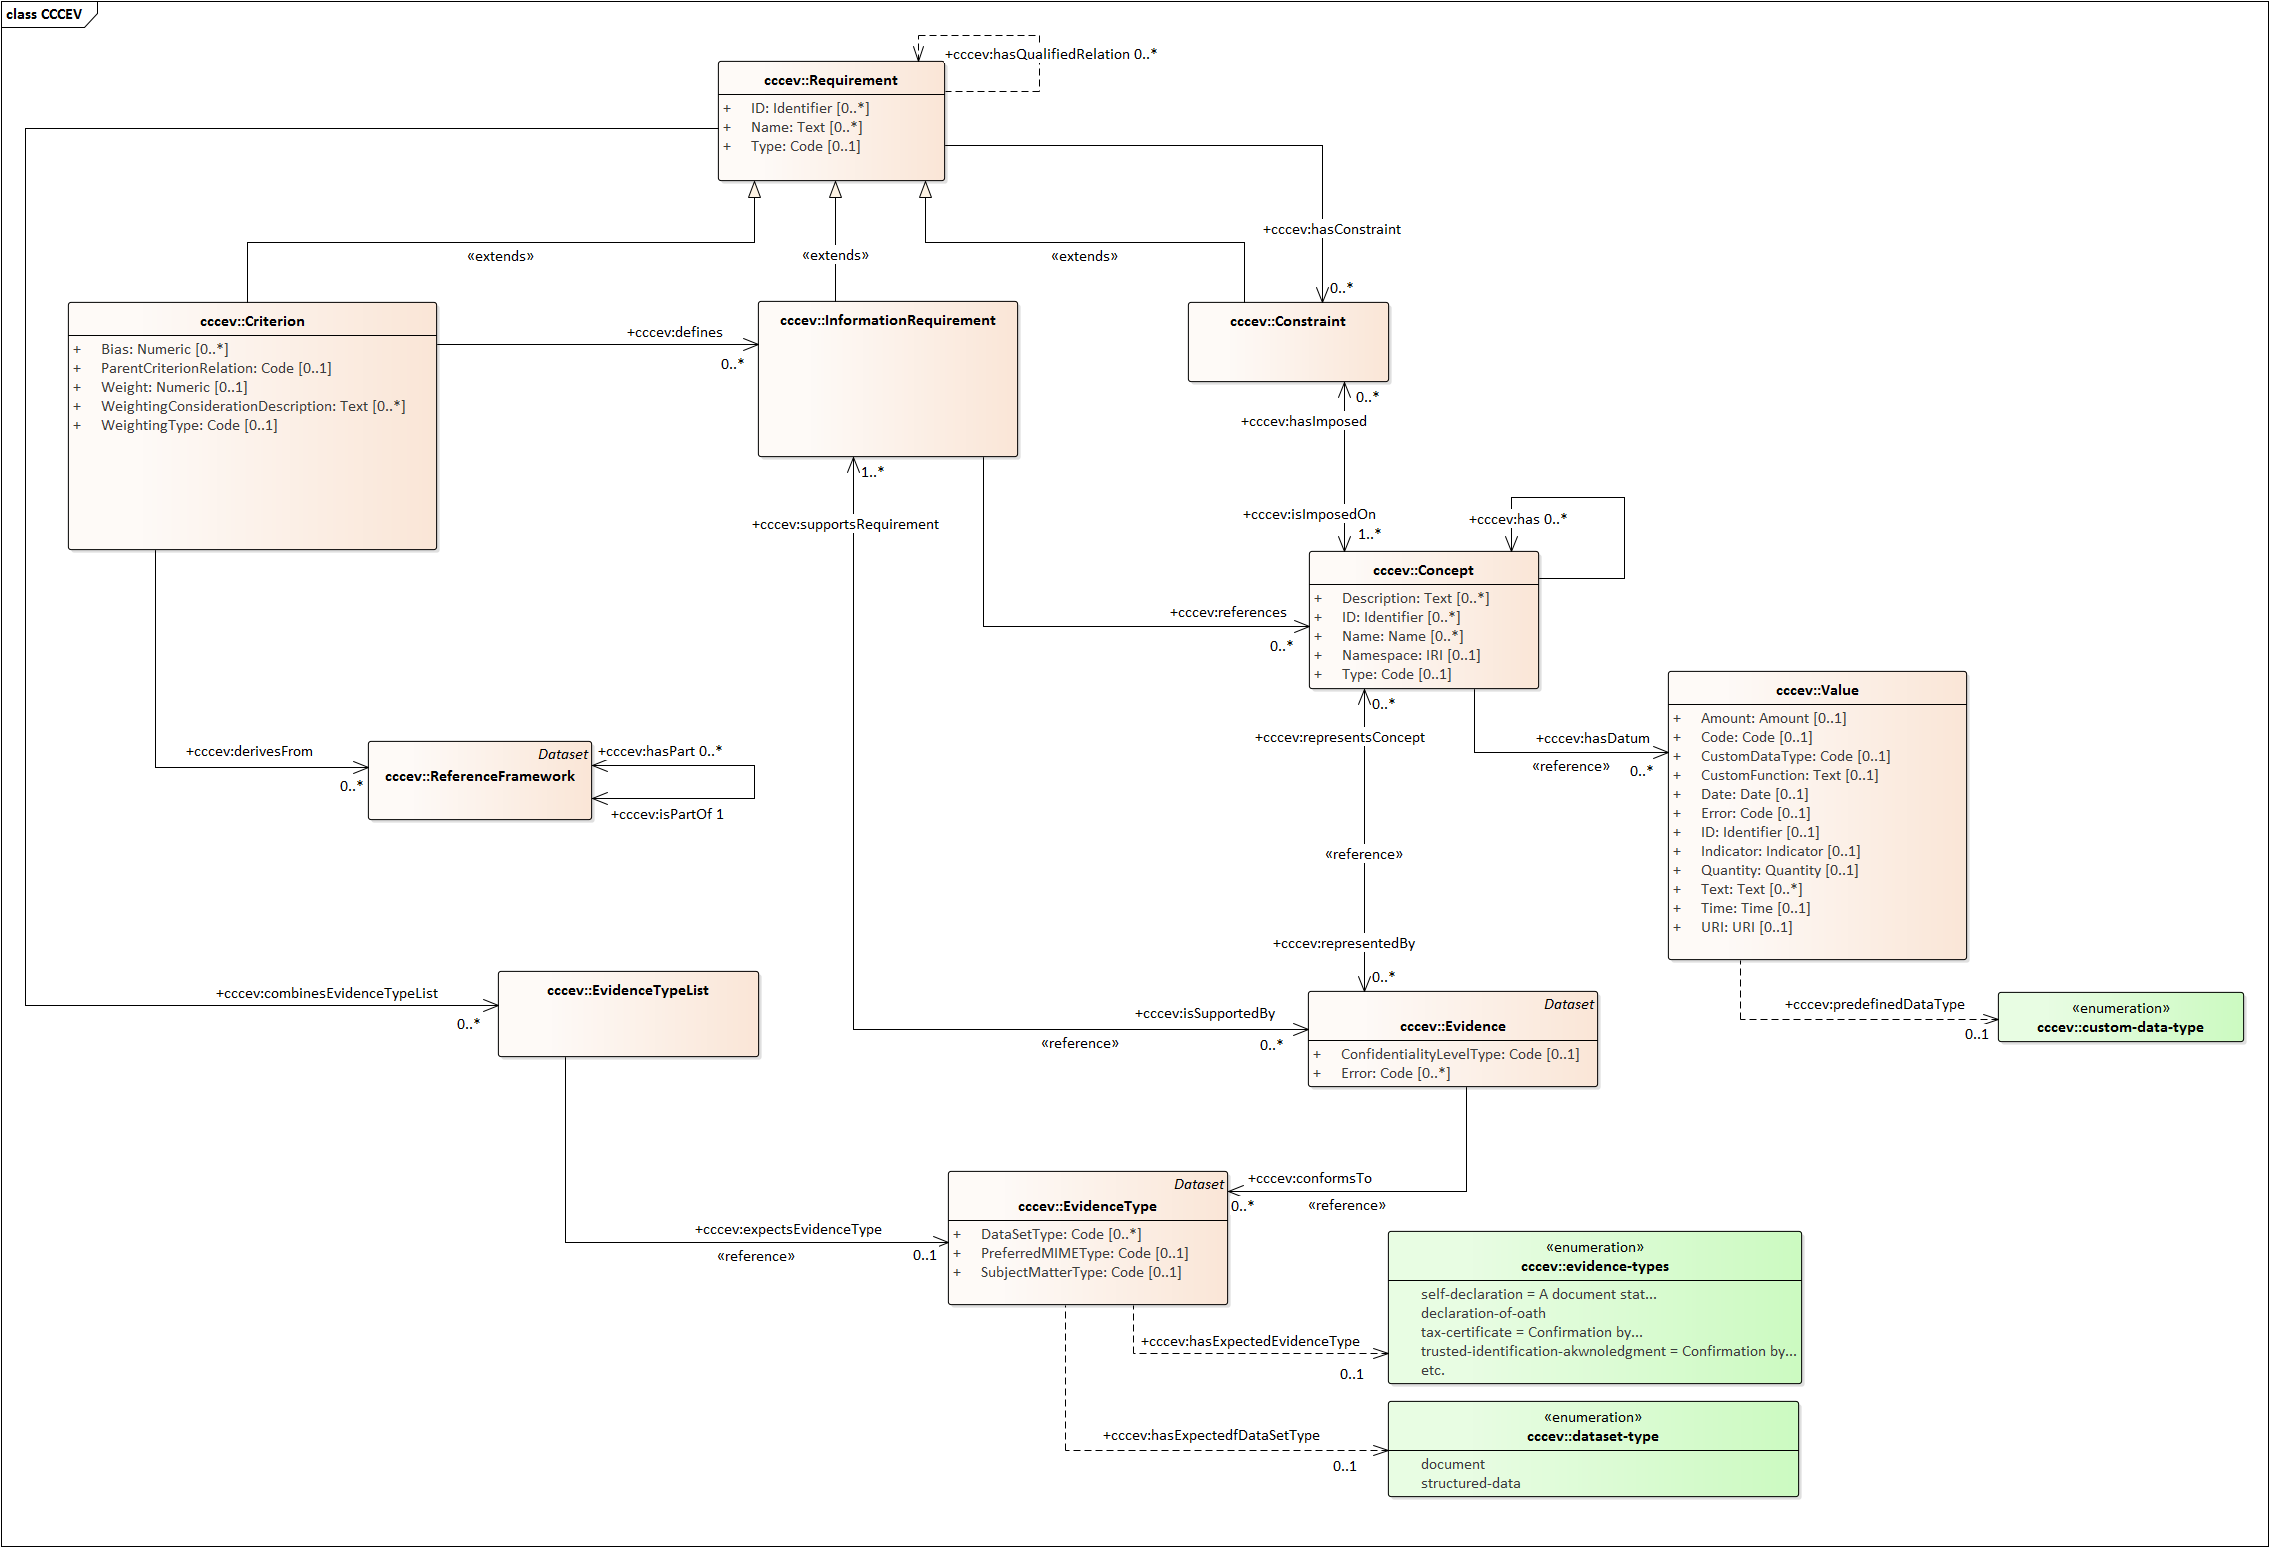 class CCCEV
+cccev:hasQualifiedRelation 0..*
cccev::Requirement
+ ID: Identifier [0..*]
+ Name: Text [0..*]
+ Type: Code [0..1]
+cccev:hasConstraint
0..*
«extends»
«extends»
«extends»
cccev::Criterion
+ Bias: Numeric [0..*]
+ ParentCriterionRelation: Code [0..1]
+ Weight: Numeric [0..1]
+ WeightingConsiderationDescription: Text [0..*]
+ WeightingType: Code [0..1]
+cccev:defines
0..*
cccev::InformationRequirement
cccev::Constraint
0..*
+cccev:hasImposed
+cccev:isImposedOn
1..*
1..*
+cccev:supportsRequirement
+cccev:has 0..*
cccev::Concept
+ Description: Text [0..*]
+ ID: Identifier [0..*]
+ Name: Name [0..*]
+ Namespace: IRI [0..1]
+ Type: Code [0..1]
+cccev:references
0..*
0..*
+cccev:representsConcept
«reference»
+cccev:representedBy
0..*
+cccev:hasDatum
«reference»
0..*
cccev::Value
+ Amount: Amount [0..1]
+ Code: Code [0..1]
+ CustomDataType: Code [0..1]
+ CustomFunction: Text [0..1]
+ Date: Date [0..1]
+ Error: Code [0..1]
+ ID: Identifier [0..1]
+ Indicator: Indicator [0..1]
+ Quantity: Quantity [0..1]
+ Text: Text [0..*]
+ Time: Time [0..1]
+ URI: URI [0..1]
+cccev:derivesFrom
0..*
Dataset
cccev::ReferenceFramework
+cccev:hasPart 0..*
+cccev:isPartOf 1
+cccev:combinesEvidenceTypeList
0..*
cccev::EvidenceTypeList
+cccev:isSupportedBy
«reference»
0..*
Dataset
cccev::Evidence
+ ConfidentialityLevelType: Code [0..1]
+ Error: Code [0..*]
+cccev:predefinedDataType
0..1
«enumeration»
cccev::custom-data-type
+cccev:conformsTo
0..*
«reference»
+cccev:expectsEvidenceType
«reference»
0..1
Dataset
cccev::EvidenceType
+ DataSetType: Code [0..*]
+ PreferredMIMEType: Code [0..1]
+ SubjectMatterType: Code [0..1]
+cccev:hasExpectedEvidenceType
0..1
«enumeration»
cccev::evidence-types
self-declaration = A document stat...
declaration-of-oath
tax-certificate = Confirmation by...
trusted-identification-akwnoledgment = Confirmation by...
etc.
+cccev:hasExpectedfDataSetType
0..1
«enumeration»
cccev::dataset-type
document
structured-data